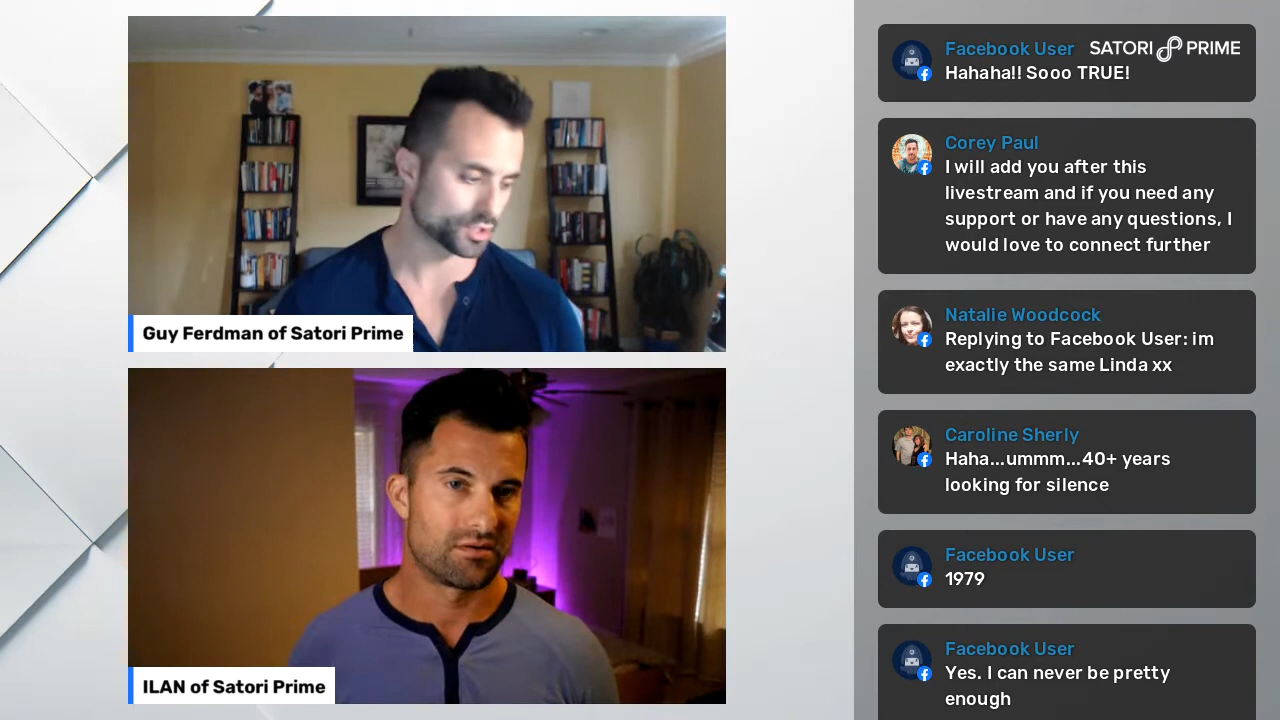 Guy Ferdman of Satori Prime
ILAN of Satori Prime
Facebook User
SATORI PRIME
Hahaha!! Sooo TRUE!
Corey Paul
I will add you after this
livestream and if you need any
support or have any questions, I
would love to connect further
Natalie Woodcock
Replying to Facebook User: im
exactly the same Linda xx
Caroline Sherly
Haha...ummm...40+ years
looking for silence
Facebook User
1979
Facebook User
Yes. I can never be pretty
enough